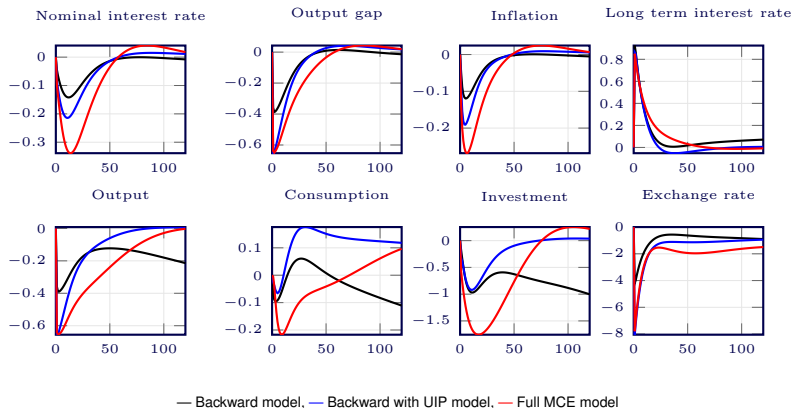 Nominal interest rate Output gap Inflation Long term interest rate
0 0 0 0.8
−0.1 −0.2 −0.1 0.6
−0.2 −0.4 −0.2 0.4
−0.3 −0.6 0.2
0
0 50 100 0 50 100 0 50 100 0 50 100
Output Consumption Investment Exchange rate
0 0.1 0 0
−0.2 0 −0.5 −2
−0.4 −0.1 −1 −4
−0.6 −0.2 −1.5 −6
−8
0 50 100 0 50 100 0 50 100 0 50 100
— Backward model, — Backward with UIP model, — Full MCE model